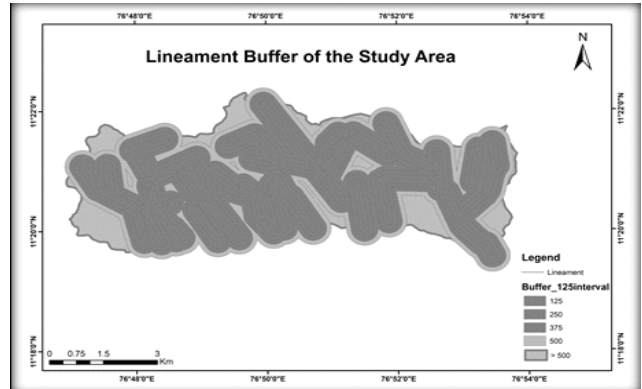 76°48'0"E 76°50'0"E 76°52'0"E 76°54'0"E
Lineament Buffer of the Study Area
N
11°22'0"N 11°22'0"N
11°20'0"N 11°20'0"N
Legend
Lineament
Buffer_125interval
125
250
375
500
> 500
11°18'0"N 11°18'0"N
0 0.75 1.5 3
Km
76°48'0"E 76°50'0"E 76°52'0"E 76°54'0"E